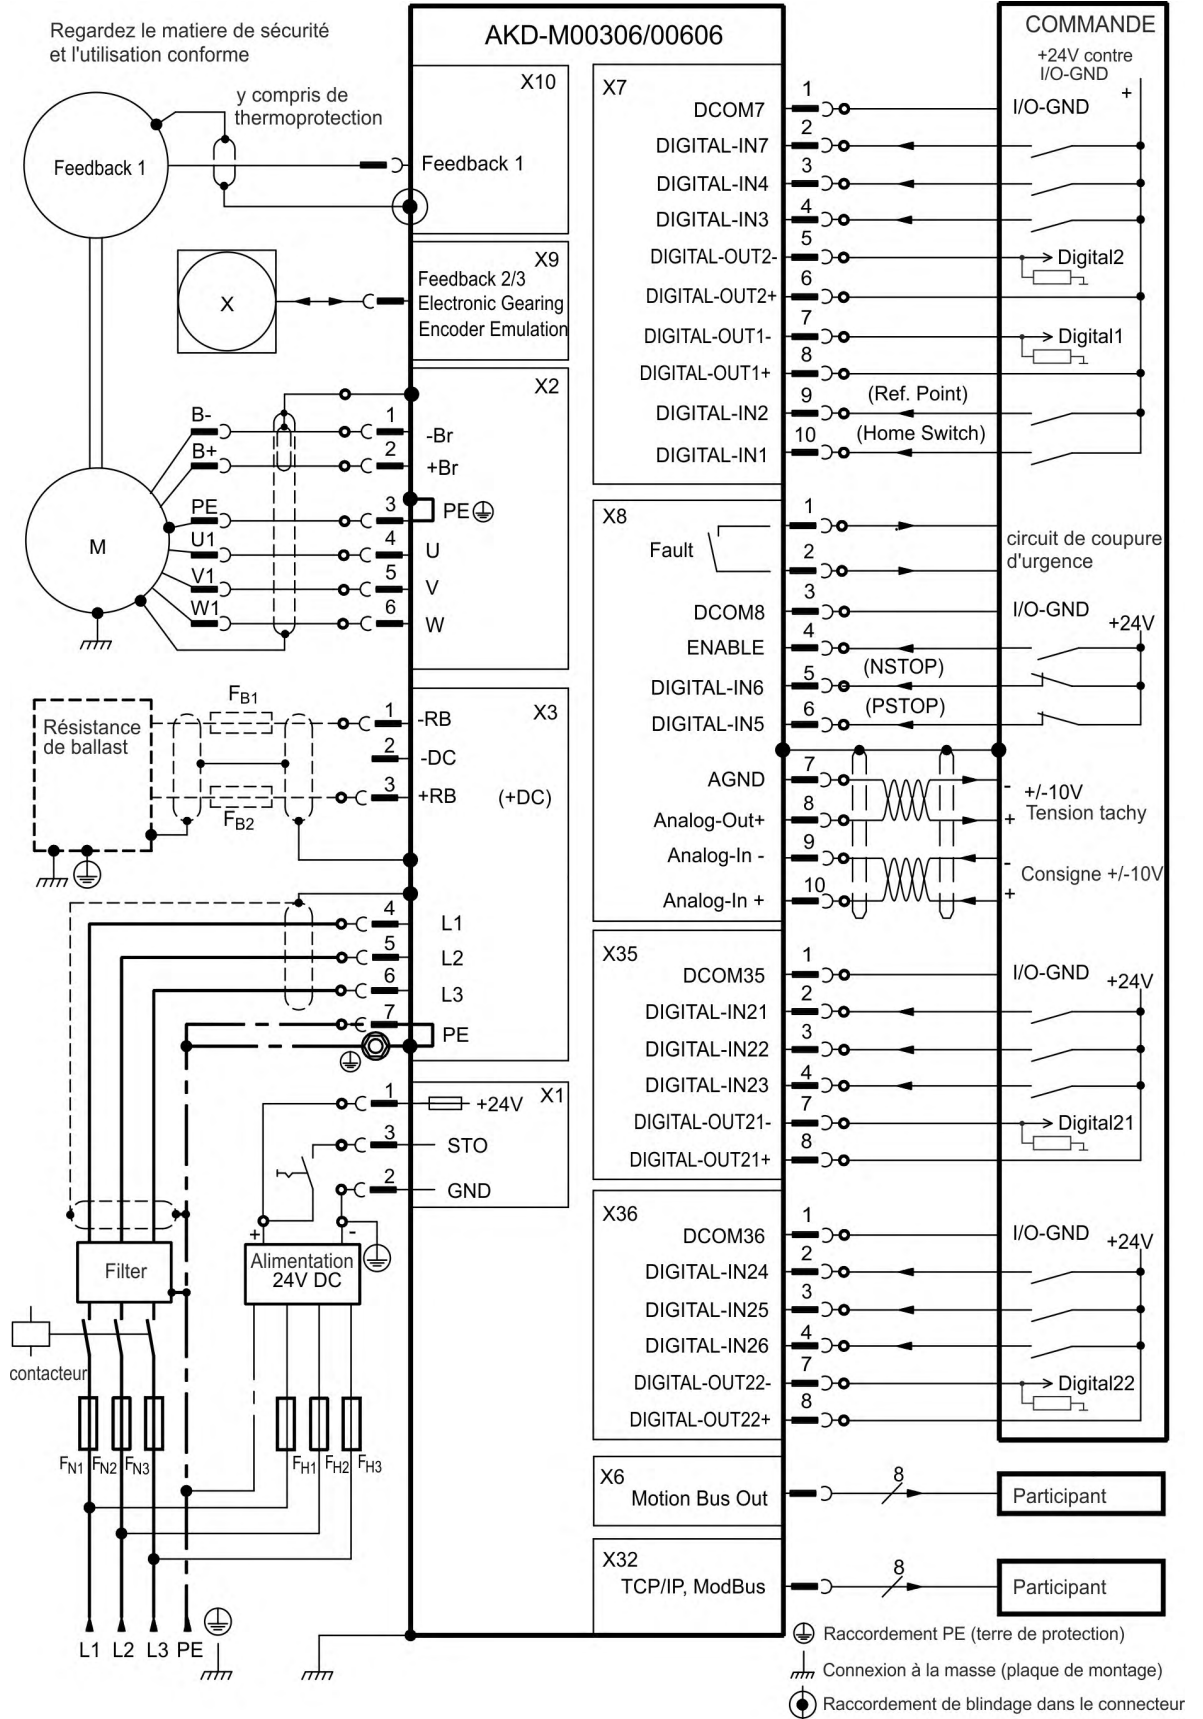 Regardez le matiere de sécurité
et l'utilisation conforme
AKD-M00306/00606
COMMANDE
+24V contre
I/O-GND
+
y compris de
thermoprotection
Feedback 1
X10
Feedback 1
X9
Feedback 2/3
Electronic Gearing
Encoder Emulation
X
X2
B- 1 -Br
B+ 2 +Br
PE 3 PE
U1 4 U
V1 5 V
W1 6 W
M
X3
Résistance
de ballast
FB1
FB2
1 -RB
2 -DC
3 +RB (+DC)
4 L1
5 L2
6 L3
7 PE
X1
1 +24V
3 STO
2 GND
+ -
Alimentation
24V DC
Filter
contacteur
FN1 FN2 FN3
FH1 FH2 FH3
L1 L2 L3 PE
X7
DCOM7 1 I/O-GND
DIGITAL-IN7 2
DIGITAL-IN4 3
DIGITAL-IN3 4
DIGITAL-OUT2- 5 Digital2
DIGITAL-OUT2+ 6
DIGITAL-OUT1- 7 Digital1
DIGITAL-OUT1+ 8
DIGITAL-IN2 9 (Ref. Point)
DIGITAL-IN1 10 (Home Switch)
X8
Fault
1
2
circuit de coupure
d'urgence
DCOM8 3 I/O-GND
+24V
ENABLE 4
DIGITAL-IN6 5 (NSTOP)
DIGITAL-IN5 6 (PSTOP)
AGND 7 -
+/-10V
Tension tachy
Analog-Out+ 8 +
Analog-In - 9 -
Consigne +/-10V
Analog-In + 10 +
X35
DCOM35 1 I/O-GND
+24V
DIGITAL-IN21 2
DIGITAL-IN22 3
DIGITAL-IN23 4
DIGITAL-OUT21- 7 Digital21
DIGITAL-OUT21+ 8
X36
DCOM36 1 I/O-GND
+24V
DIGITAL-IN24 2
DIGITAL-IN25 3
DIGITAL-IN26 4
DIGITAL-OUT22- 7 Digital22
DIGITAL-OUT22+ 8
X6
Motion Bus Out 8 Participant
X32
TCP/IP, ModBus 8 Participant
Raccordement PE (terre de protection)
Connexion à la masse (plaque de montage)
Raccordement de blindage dans le connecteur